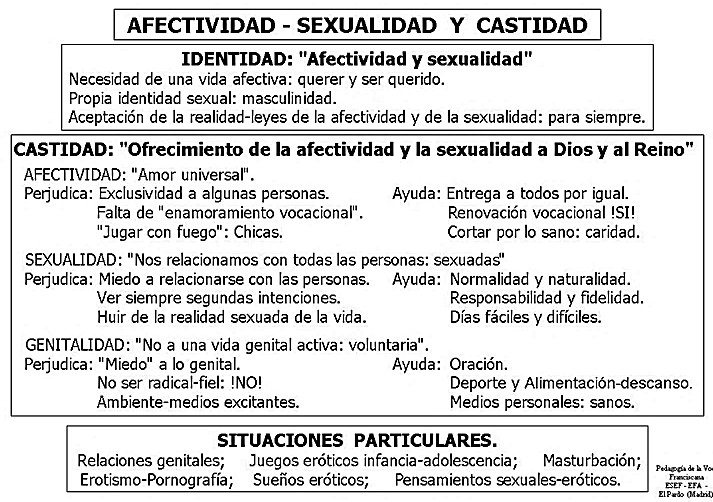 AFECTIVIDAD - SEXUALIDAD Y CASTIDAD
IDENTIDAD: "Afectividad y sexualidad"
Necesidad de una vida afectiva: querer y ser querido.
Propia identidad sexual: masculinidad.
Aceptación de la realidad-leyes de la afectividad y de la sexualidad: para siempre.
CASTIDAD: "Ofrecimiento de la afectividad y la sexualidad a Dios y al Reino"
AFECTIVIDAD: "Amor universal".
Perjudica: Exclusividad a algunas personas. Ayuda: Entrega a todos por igual.
Falta de "enamoramiento vocacional". Renovación vocacional !SI!
"Jugar con fuego": Chicas. Cortar por lo sano: caridad.
SEXUALIDAD: "Nos relacionamos con todas las personas: sexuadas"
Perjudica: Miedo a relacionarse con las personas. Ayuda: Normalidad y naturalidad.
Ver siempre segundas intenciones. Responsabilidad y fidelidad.
Huir de la realidad sexuada de la vida. Días fáciles y difíciles.
GENITALIDAD: "No a una vida genital activa: voluntaria".
Perjudica: "Miedo" a lo genital. Ayuda: Oración.
No ser radical-fiel: !NO! Deporte y Alimentación-descanso.
Ambiente-medios excitantes. Medios personales: sanos.
SITUACIONES PARTICULARES.
Relaciones genitales; Juegos eróticos infancia-adolescencia; Masturbación;
Erotismo-Pornografía; Sueños eróticos; Pensamientos sexuales-eróticos.
Pedagogía de la Voc
Franciscana
ESEF - EFA -
El Pardo (Madrid)